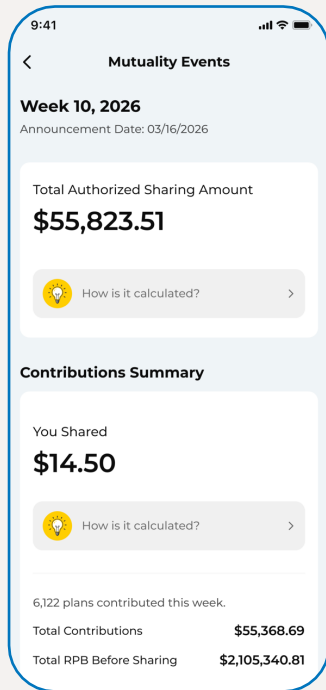 9:41
Mutuality Events
Week 10, 2026
Announcement Date: 03/16/2026
Total Authorized Sharing Amount
$55,823.51
How is it calculated?
Contributions Summary
You Shared
$14.50
How is it calculated?
6,122 plans contributed this week.
Total Contributions $55,368.69
Total RPB Before Sharing $2,105,340.81